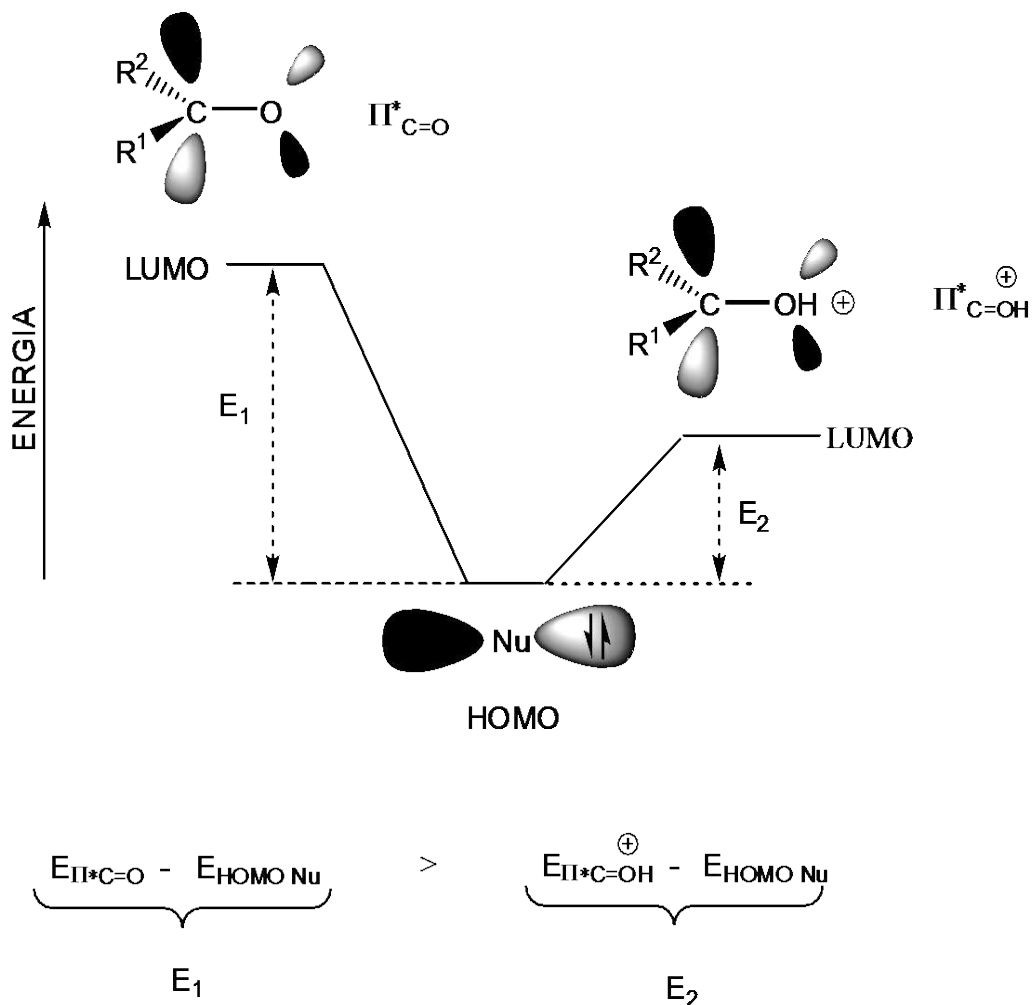 R²
C O Π*C=O
R¹
LUMO
R²
C OH ⊕ Π*C=OH⊕
R¹
ENERGIA
E₁
LUMO
E₂
Nu
HOMO
EΠ*C=O - EHOMO Nu > EΠ*C=OH⊕ - EHOMO Nu
E₁ E₂